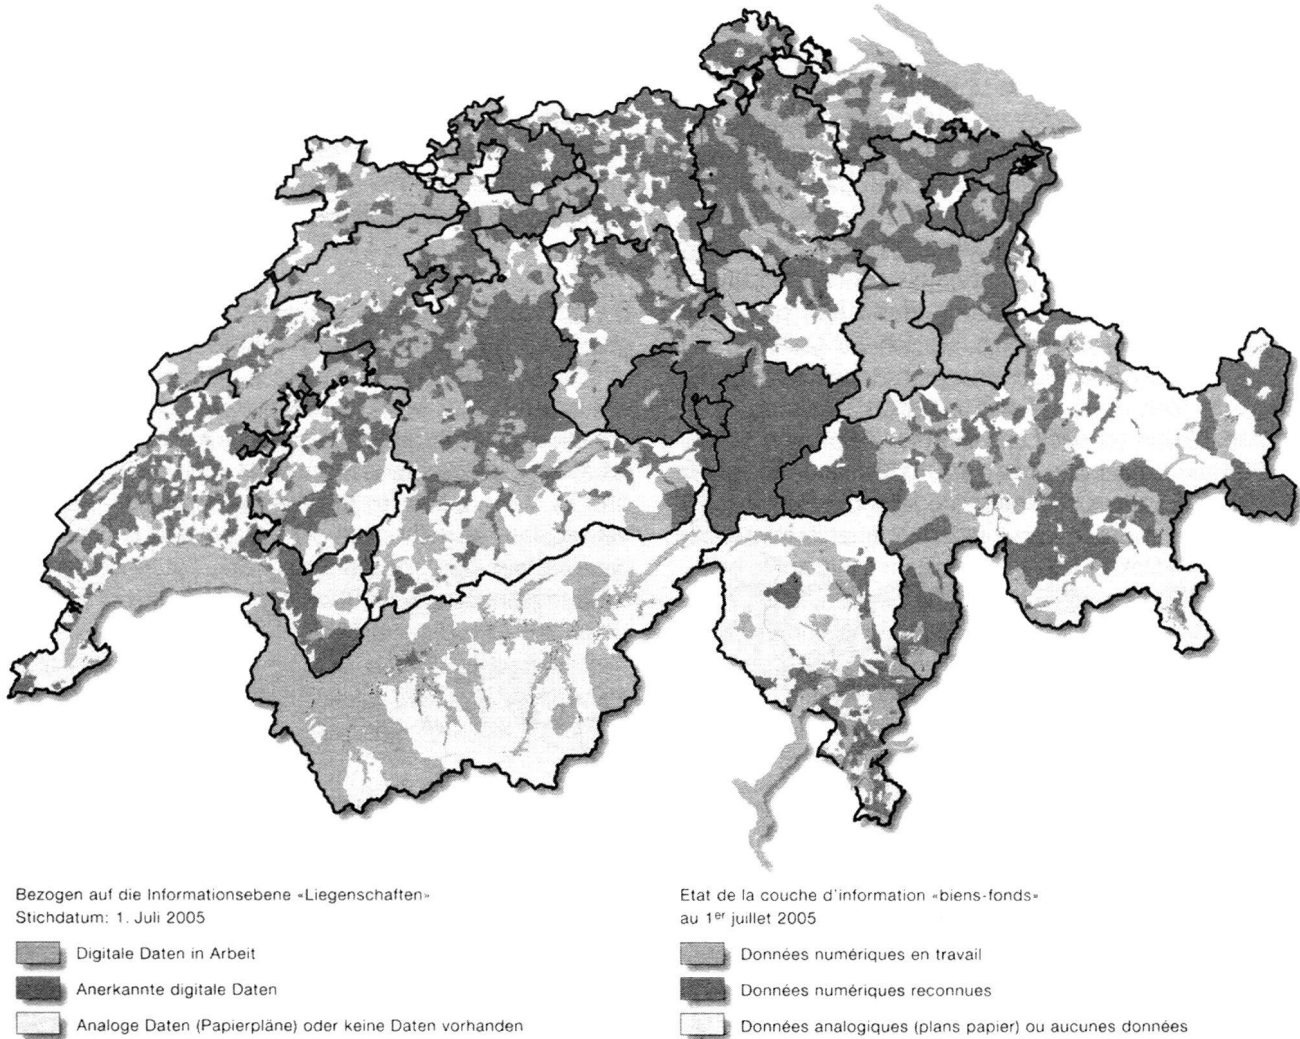 Bezogen auf die Informationsebene «Liegenschaften»
Stichdatum: 1. Juli 2005
Digitale Daten in Arbeit
Anerkannte digitale Daten
Analoge Daten (Papierpläne) oder keine Daten vorhanden
Etat de la couche d'information «biens-fonds»
au 1er juillet 2005
Données numériques en travail
Données numériques reconnues
Données analogiques (plans papier) ou aucunes données